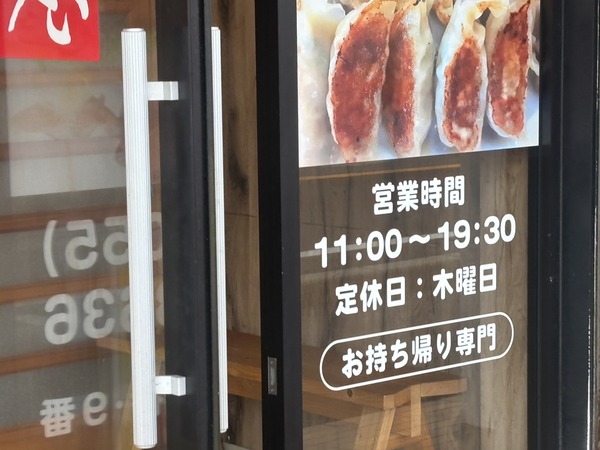 営業時間
11:00～19:30
定休日：木曜日
お持ち帰り専門